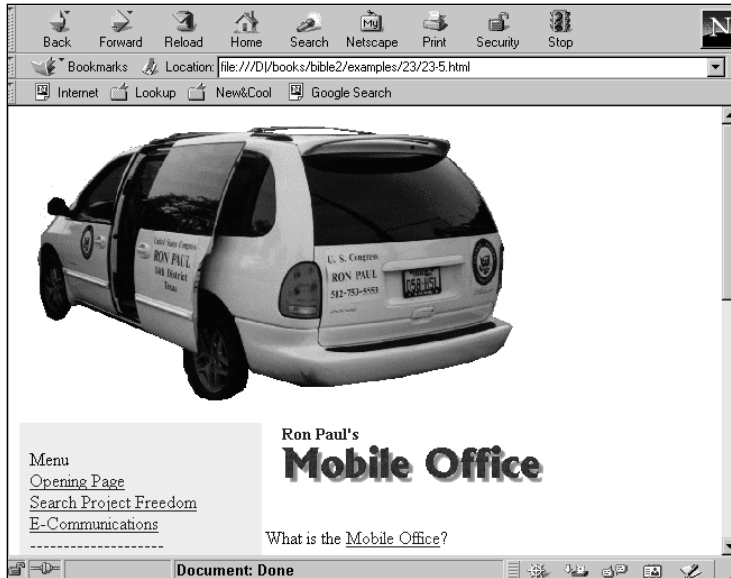 Back Forward Reload Home Search Netscape Print Security Stop
My
N
Bookmarks Location: file:///D|/books/bible2/examples/23/23-5.html
Internet Lookup New&Cool Google Search
United States Congress
RON PAUL
14th District
Texas
U. S. Congress
RON PAUL
512-753-5553
Ron Paul's
Mobile Office
Menu
Opening Page
Search Project Freedom
E-Communications
--------------------
What is the Mobile Office?
Document: Done